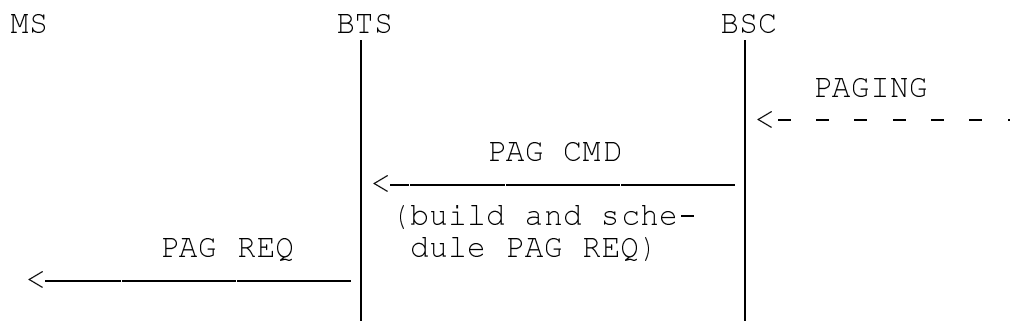 MS BTS BSC
PAGING
PAG CMD
(build and sche-
dule PAG REQ)
PAG REQ